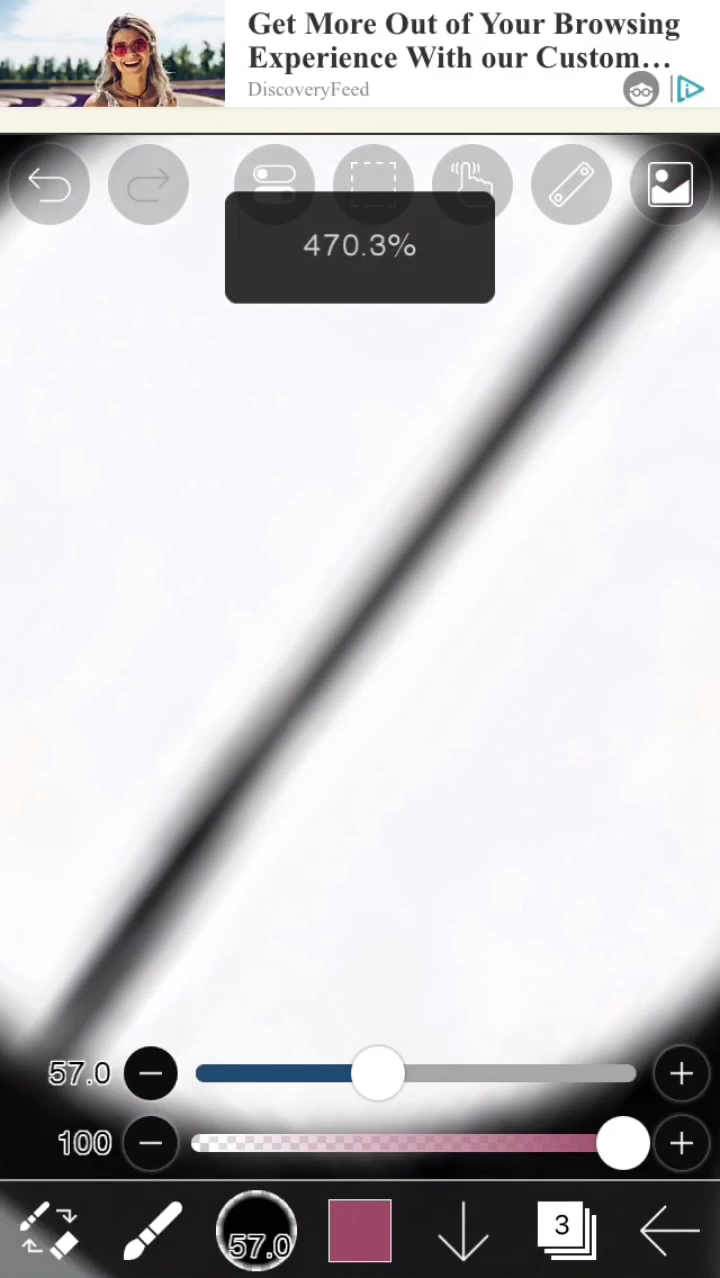 Get More Out of Your Browsing
Experience With our Custom...
DiscoveryFeed
470.3%
57.0
100
57.0
3